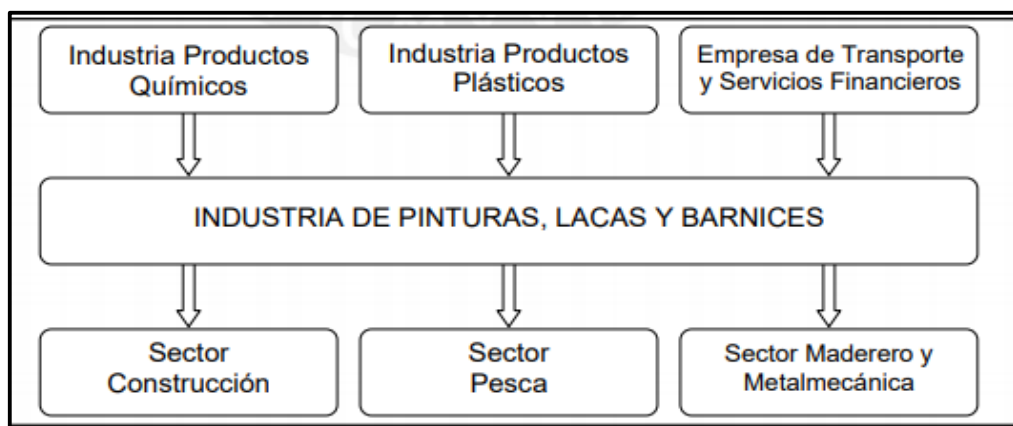 Industria Productos
Químicos
Industria Productos
Plásticos
Empresa de Transporte
y Servicios Financieros
INDUSTRIA DE PINTURAS, LACAS Y BARNICES
Sector
Construcción
Sector
Pesca
Sector Maderero y
Metalmecánica